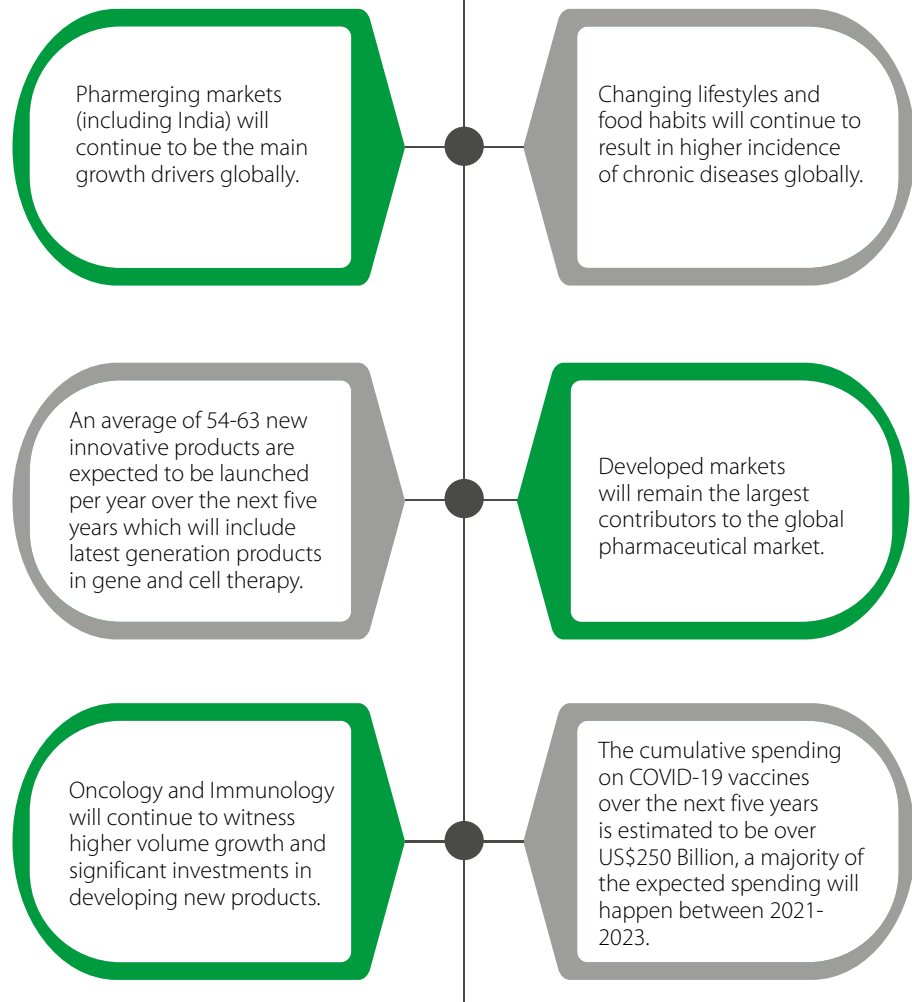 Pharmerging markets
(including India) will
continue to be the main
growth drivers globally.
Changing lifestyles and
food habits will continue to
result in higher incidence
of chronic diseases globally.
An average of 54-63 new
innovative products are
expected to be launched
per year over the next five
years which will include
latest generation products
in gene and cell therapy.
Developed markets
will remain the largest
contributors to the global
pharmaceutical market.
Oncology and Immunology
will continue to witness
higher volume growth and
significant investments in
developing new products.
The cumulative spending
on COVID-19 vaccines
over the next five years
is estimated to be over
US$250 Billion, a majority of
the expected spending will
happen between 2021-
2023.